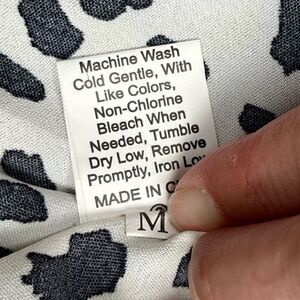 Machine Wash
Cold Gentle, With
Like Colors,
Non-Chlorine
Bleach When
Needed, Tumble
Dry Low, Remove
Promptly, Iron
MADE IN
M